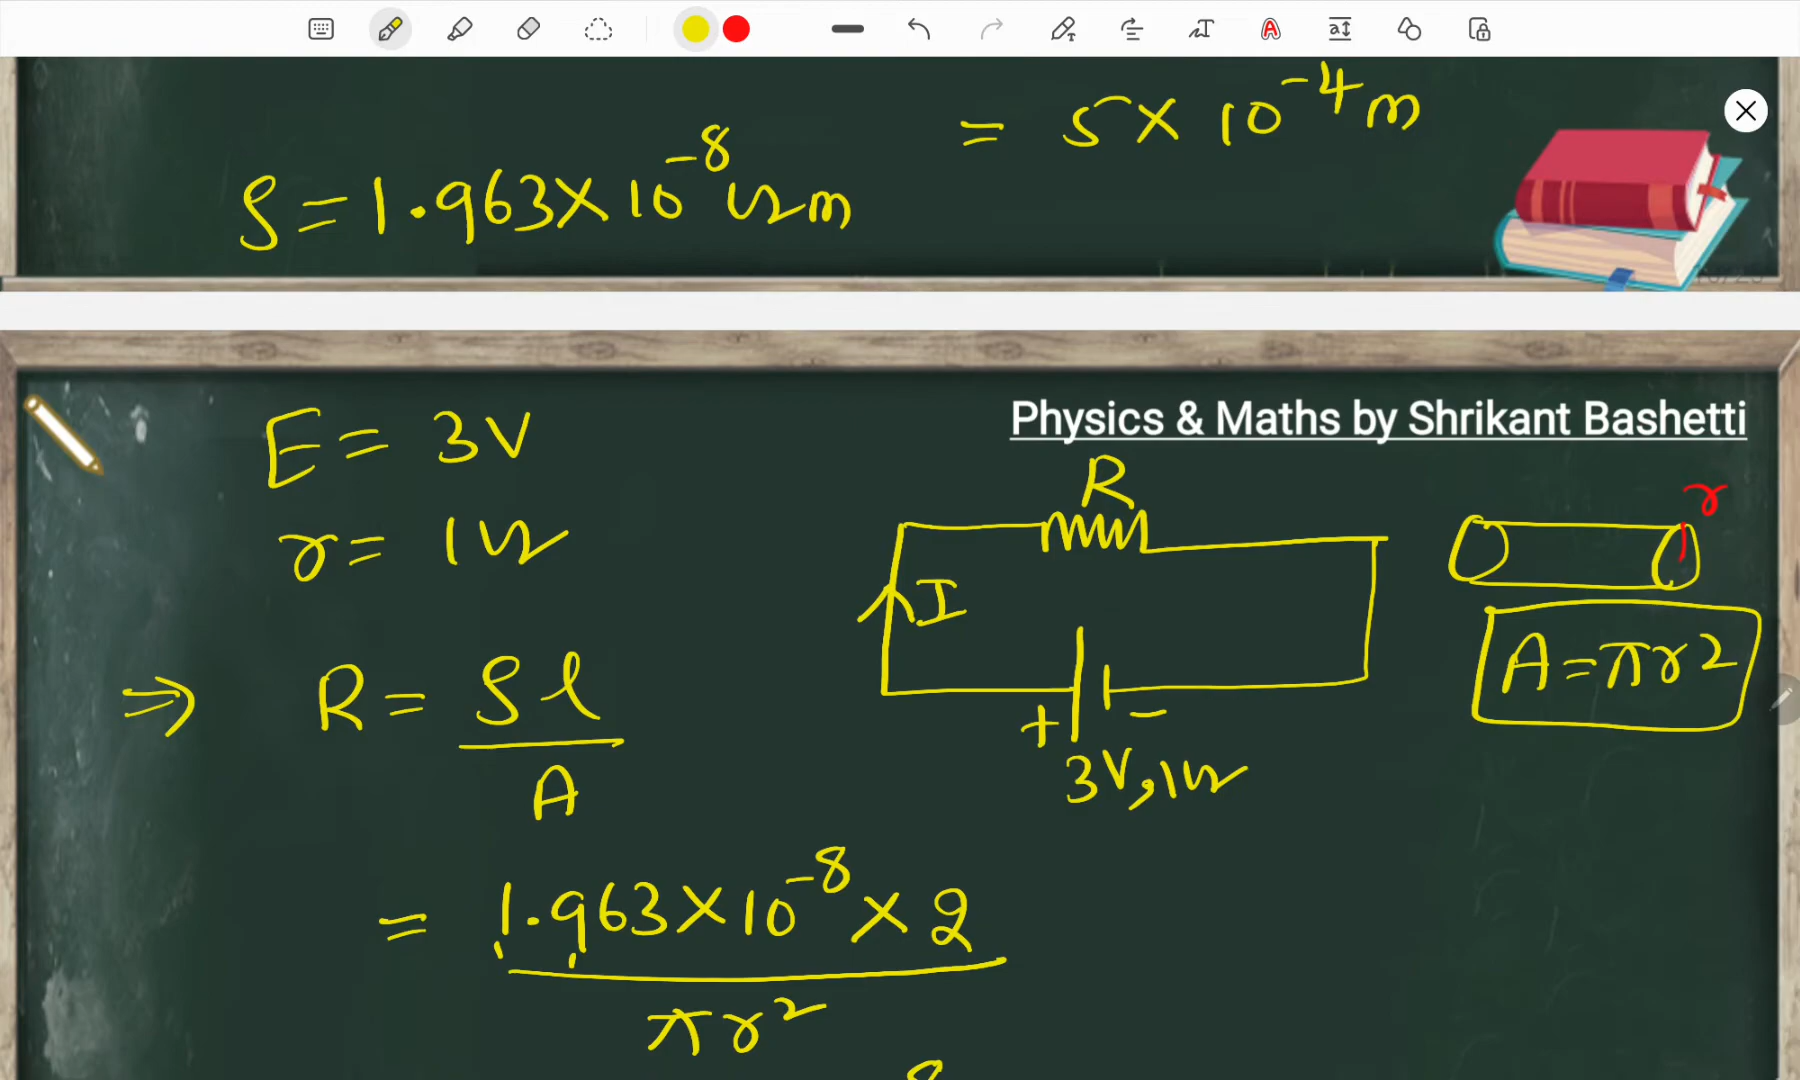 = 5 × 10⁻⁴ m
ρ = 1.963 × 10⁻⁸ Ωm
Physics & Maths by Shrikant Bashetti
E = 3V
r = 1Ω
R
r
I
A = πr²
+ −
3V, 1Ω
⇒ R = ρl / A
= 1.963 × 10⁻⁸ × 2 / πr²
8